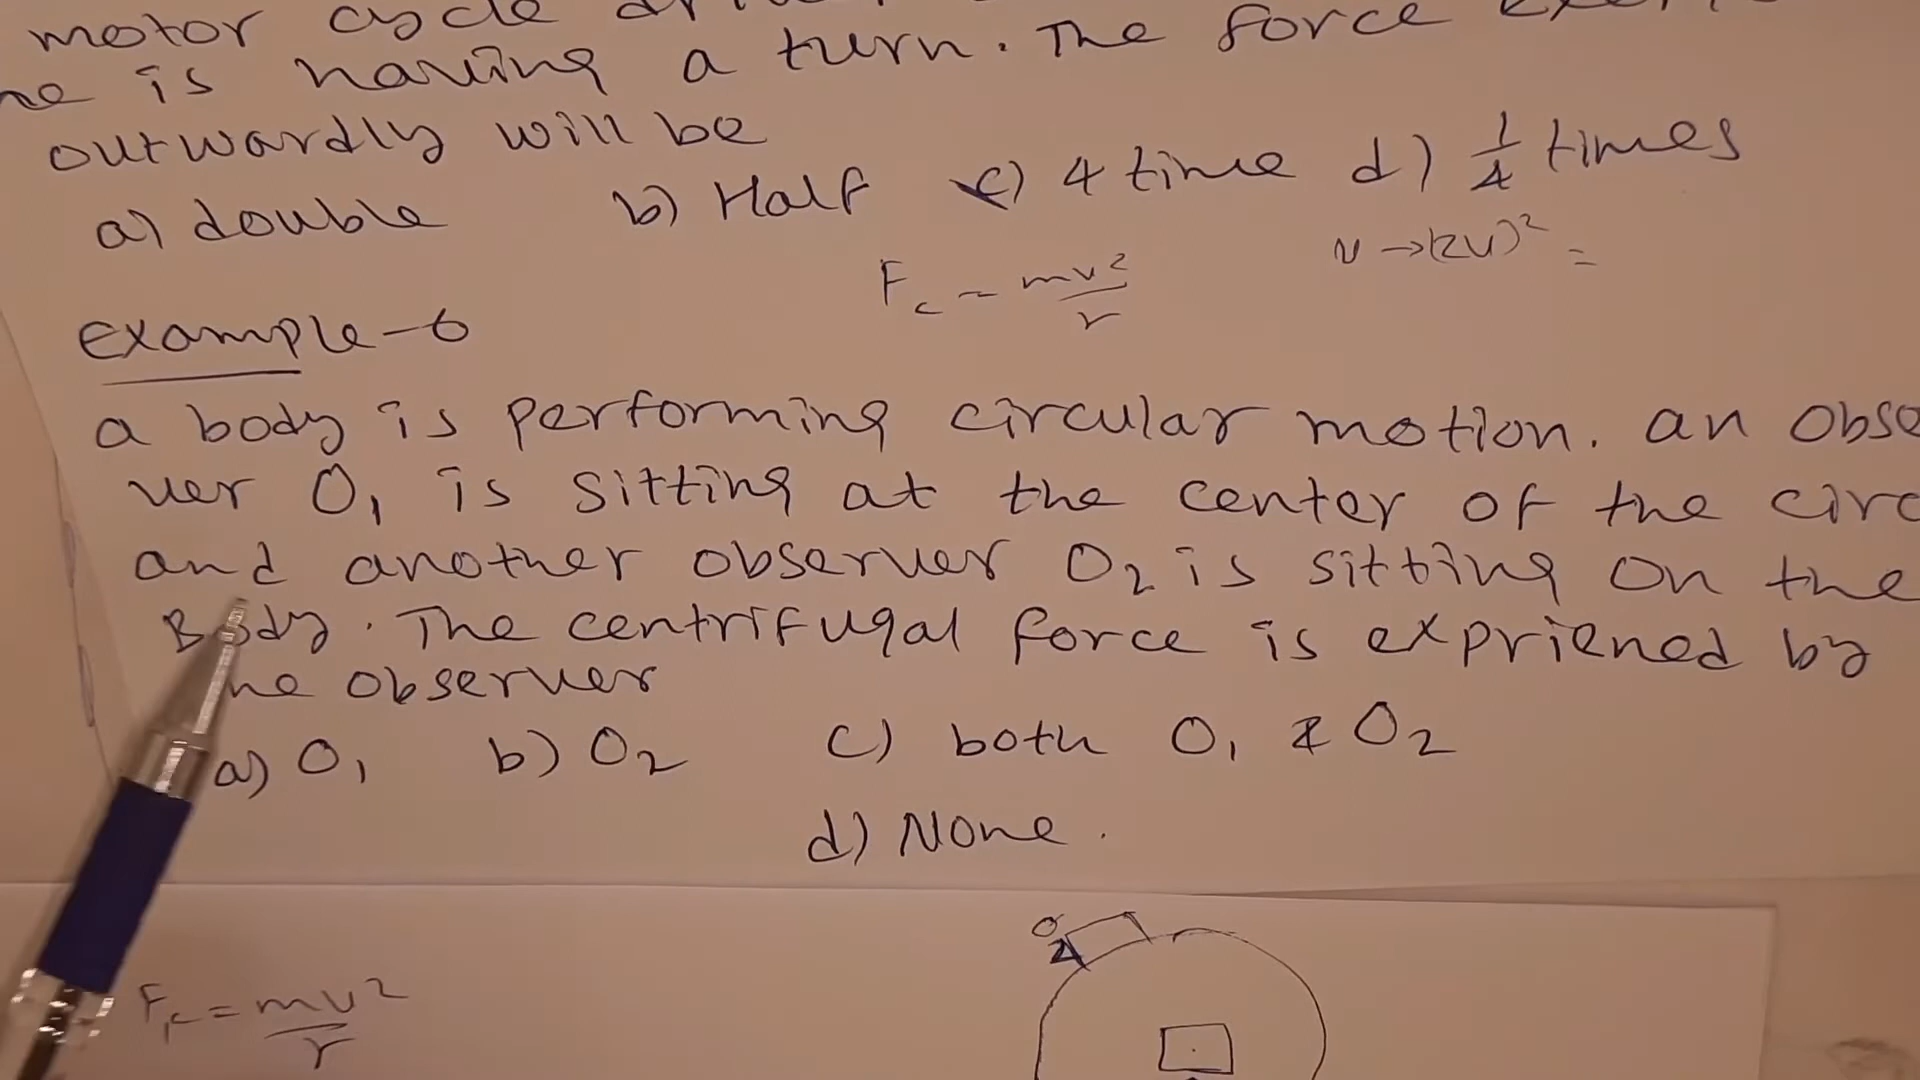 motor cycle
is having a turn. The force
outwardly will be
a) double b) Half c) 4 time d) 1/4 times
v → (2v)² =
Fc = mv²/r
Example-6
a body is performing circular motion. an obse
ver O₁ is sitting at the center of the circ
and another observer O₂ is sitting on the
Body. The centrifugal force is expriened by
observer
a) O₁ b) O₂ c) both O₁ & O₂
d) None.
F = mv²/r